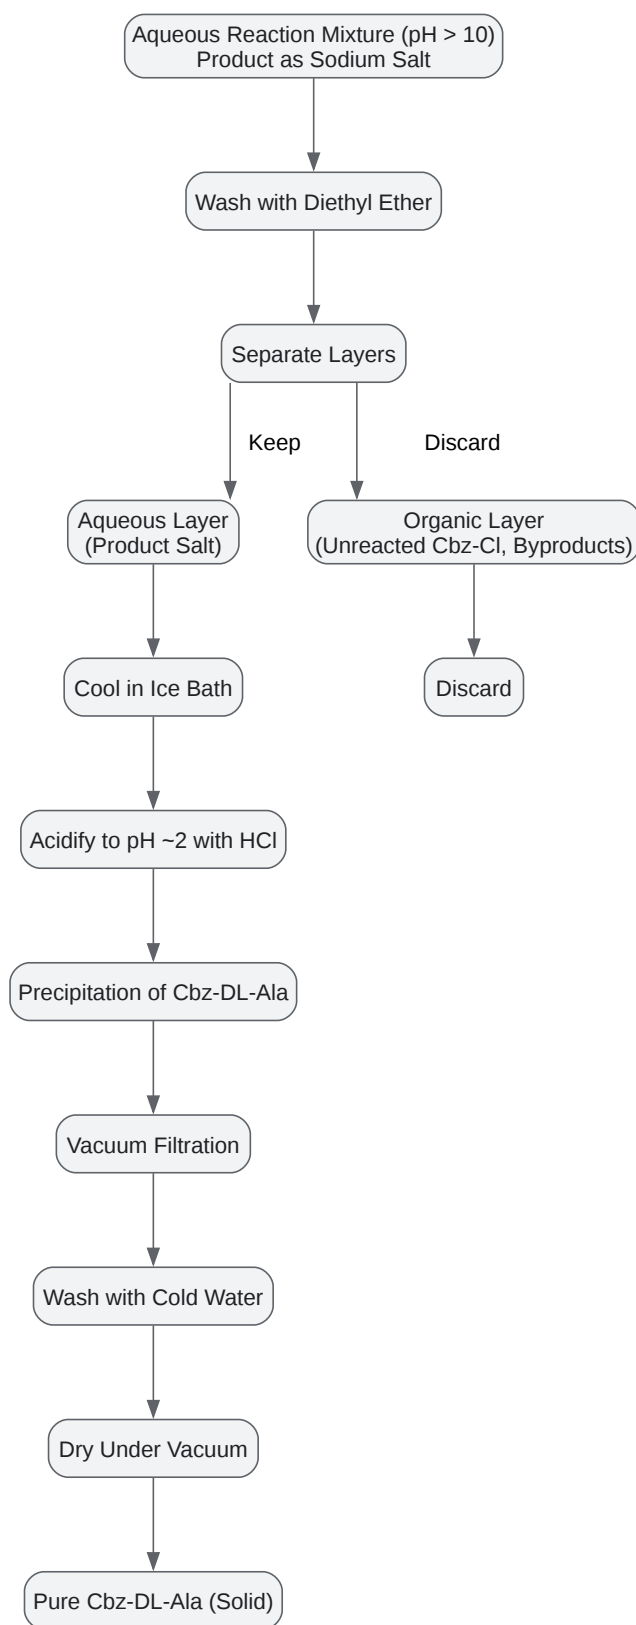 Aqueous Reaction Mixture (pH > 10)
Product as Sodium Salt
Wash with Diethyl Ether
Separate Layers
Keep
Discard
Aqueous Layer
(Product Salt)
Organic Layer
(Unreacted Cbz-Cl, Byproducts)
Cool in Ice Bath
Discard
Acidify to pH ~2 with HCl
Precipitation of Cbz-DL-Ala
Vacuum Filtration
Wash with Cold Water
Dry Under Vacuum
Pure Cbz-DL-Ala (Solid)